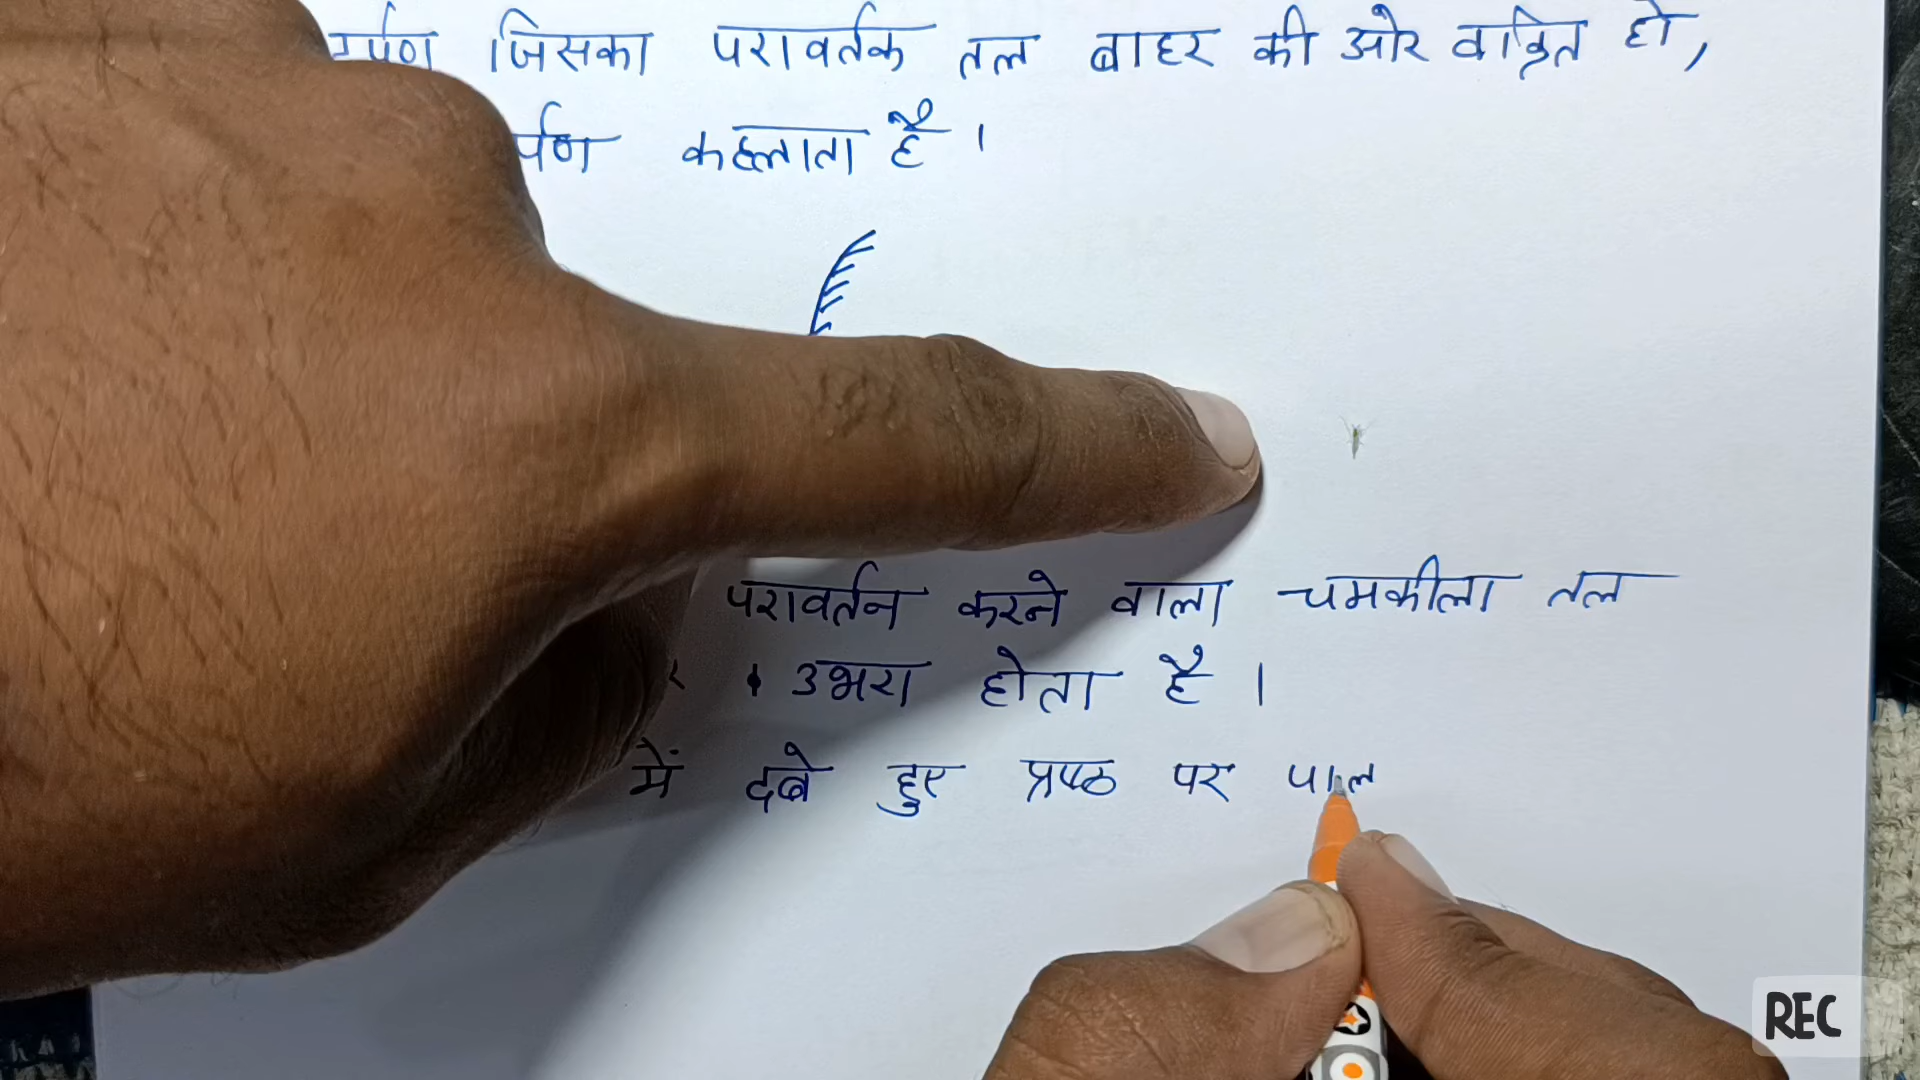 जिसका परावर्तक तल बाहर की ओर वक्रित हो,
कहलाता है ।
परावर्तन करने वाला चमकीला तल
उभरा होता है ।
में दबे हुए प्रष्ठ पर पाल
REC